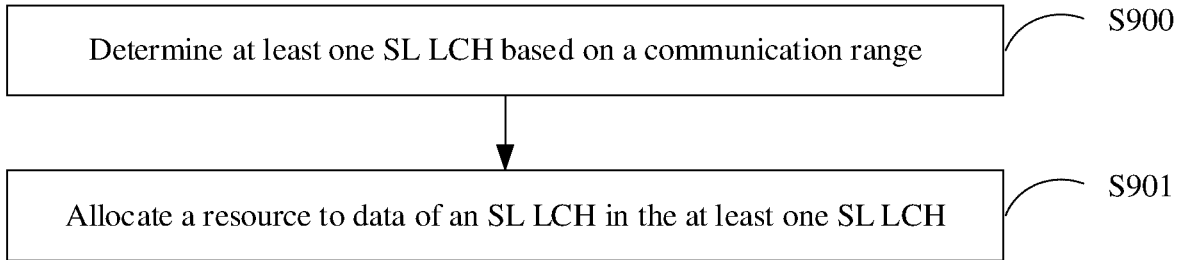 S900
Determine at least one SL LCH based on a communication range
S901
Allocate a resource to data of an SL LCH in the at least one SL LCH